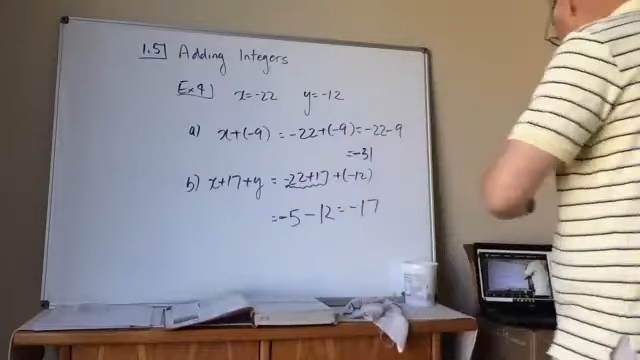 1.5 Adding Integers
Ex 4 x=-22 y=-12
a) x+(-9) = -22+(-9) = -22-9
= -31
b) x+17+y = -22+17+(-12)
= -5-12 = -17